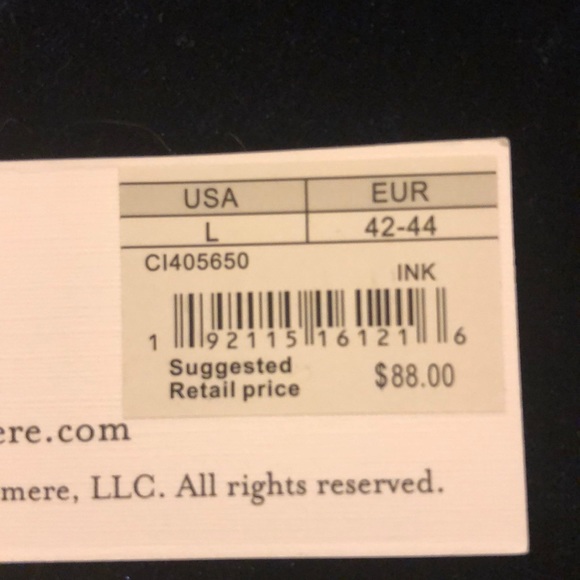 USA EUR
L 42-44
CI405650
INK
1 92115 16121 6
Suggested
Retail price $88.00
ere.com
mere, LLC. All rights reserved.